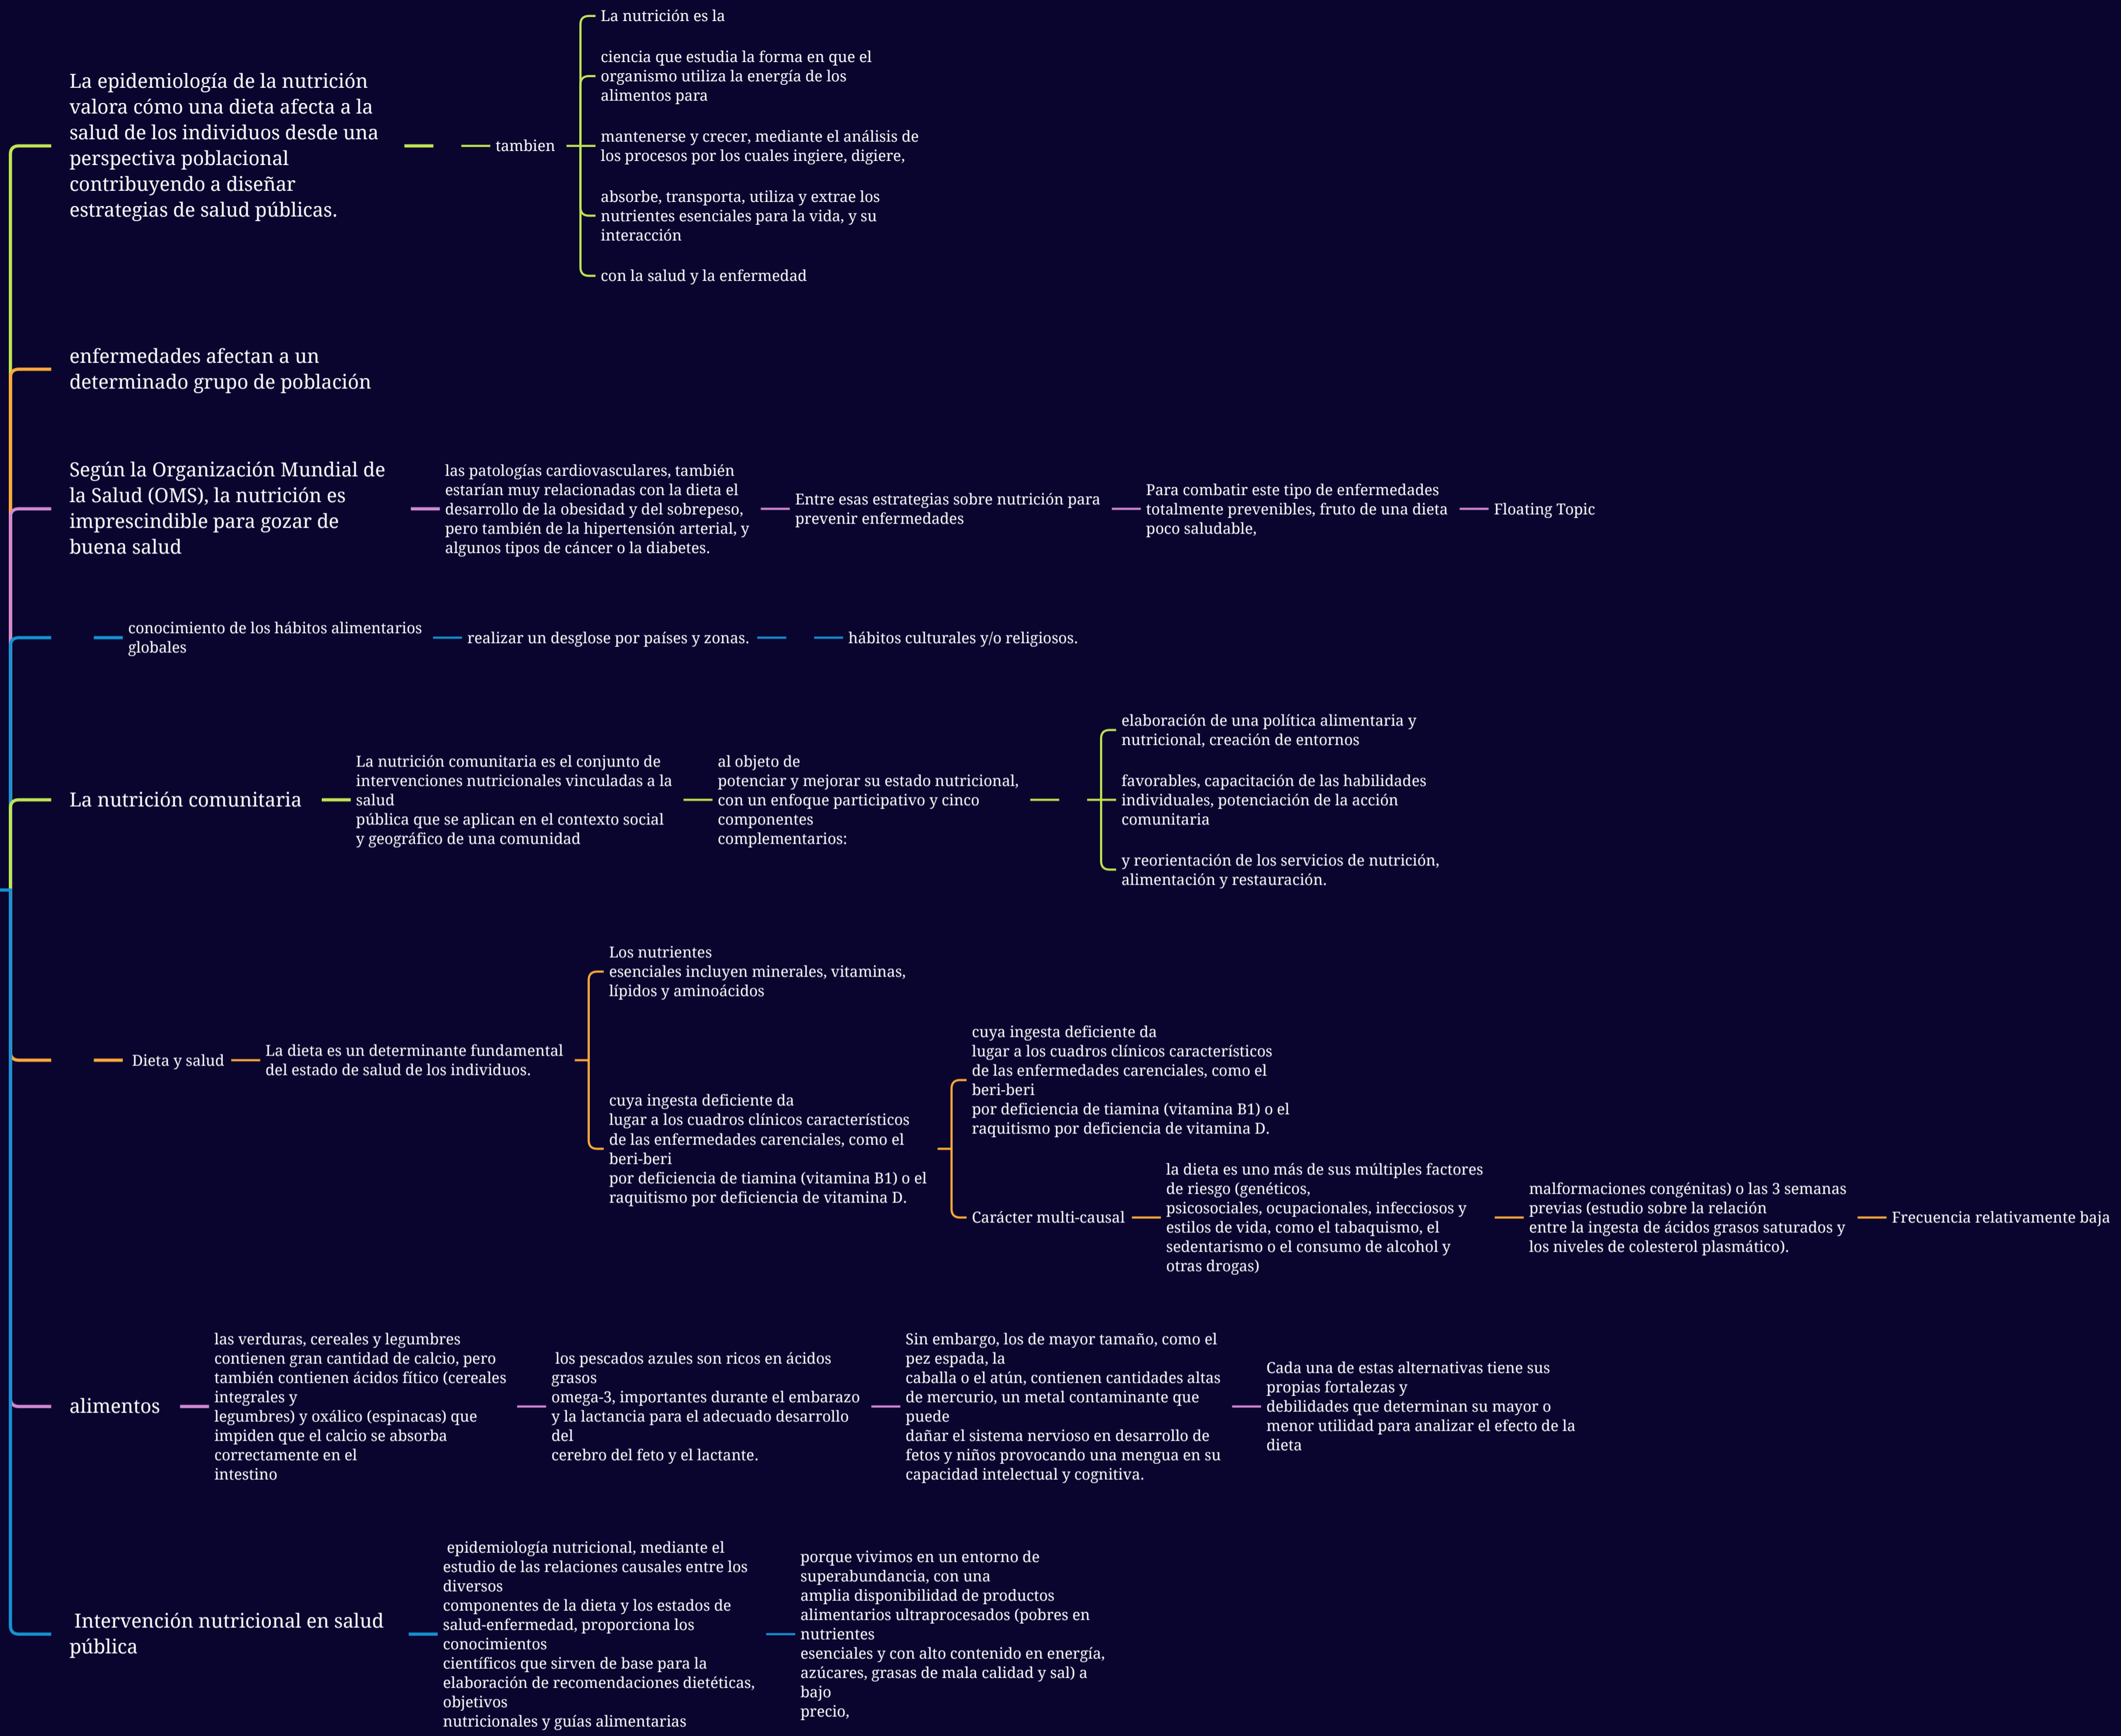 La epidemiología de la nutrición
valora cómo una dieta afecta a la
salud de los individuos desde una
perspectiva poblacional
contribuyendo a diseñar
estrategias de salud públicas.
tambien
La nutrición es la
ciencia que estudia la forma en que el
organismo utiliza la energía de los
alimentos para
mantenerse y crecer, mediante el análisis de
los procesos por los cuales ingiere, digiere,
absorbe, transporta, utiliza y extrae los
nutrientes esenciales para la vida, y su
interacción
con la salud y la enfermedad
enfermedades afectan a un
determinado grupo de población
Según la Organización Mundial de
la Salud (OMS), la nutrición es
imprescindible para gozar de
buena salud
las patologías cardiovasculares, también
estarían muy relacionadas con la dieta el
desarrollo de la obesidad y del sobrepeso,
pero también de la hipertensión arterial, y
algunos tipos de cáncer o la diabetes.
Entre esas estrategias sobre nutrición para
prevenir enfermedades
Para combatir este tipo de enfermedades
totalmente prevenibles, fruto de una dieta
poco saludable,
Floating Topic
conocimiento de los hábitos alimentarios
globales
realizar un desglose por países y zonas.
hábitos culturales y/o religiosos.
La nutrición comunitaria
La nutrición comunitaria es el conjunto de
intervenciones nutricionales vinculadas a la
salud
pública que se aplican en el contexto social
y geográfico de una comunidad
al objeto de
potenciar y mejorar su estado nutricional,
con un enfoque participativo y cinco
componentes
complementarios:
elaboración de una política alimentaria y
nutricional, creación de entornos
favorables, capacitación de las habilidades
individuales, potenciación de la acción
comunitaria
y reorientación de los servicios de nutrición,
alimentación y restauración.
Dieta y salud
La dieta es un determinante fundamental
del estado de salud de los individuos.
Los nutrientes
esenciales incluyen minerales, vitaminas,
lípidos y aminoácidos
cuya ingesta deficiente da
lugar a los cuadros clínicos característicos
de las enfermedades carenciales, como el
beri-beri
por deficiencia de tiamina (vitamina B1) o el
raquitismo por deficiencia de vitamina D.
cuya ingesta deficiente da
lugar a los cuadros clínicos característicos
de las enfermedades carenciales, como el
beri-beri
por deficiencia de tiamina (vitamina B1) o el
raquitismo por deficiencia de vitamina D.
Carácter multi-causal
la dieta es uno más de sus múltiples factores
de riesgo (genéticos,
psicosociales, ocupacionales, infecciosos y
estilos de vida, como el tabaquismo, el
sedentarismo o el consumo de alcohol y
otras drogas)
malformaciones congénitas) o las 3 semanas
previas (estudio sobre la relación
entre la ingesta de ácidos grasos saturados y
los niveles de colesterol plasmático).
Frecuencia relativamente baja
alimentos
las verduras, cereales y legumbres
contienen gran cantidad de calcio, pero
también contienen ácidos fítico (cereales
integrales y
legumbres) y oxálico (espinacas) que
impiden que el calcio se absorba
correctamente en el
intestino
los pescados azules son ricos en ácidos
grasos
omega-3, importantes durante el embarazo
y la lactancia para el adecuado desarrollo
del
cerebro del feto y el lactante.
Sin embargo, los de mayor tamaño, como el
pez espada, la
caballa o el atún, contienen cantidades altas
de mercurio, un metal contaminante que
puede
dañar el sistema nervioso en desarrollo de
fetos y niños provocando una mengua en su
capacidad intelectual y cognitiva.
Cada una de estas alternativas tiene sus
propias fortalezas y
debilidades que determinan su mayor o
menor utilidad para analizar el efecto de la
dieta
Intervención nutricional en salud
pública
epidemiología nutricional, mediante el
estudio de las relaciones causales entre los
diversos
componentes de la dieta y los estados de
salud-enfermedad, proporciona los
conocimientos
científicos que sirven de base para la
elaboración de recomendaciones dietéticas,
objetivos
nutricionales y guías alimentarias
porque vivimos en un entorno de
superabundancia, con una
amplia disponibilidad de productos
alimentarios ultraprocesados (pobres en
nutrientes
esenciales y con alto contenido en energía,
azúcares, grasas de mala calidad y sal) a
bajo
precio,